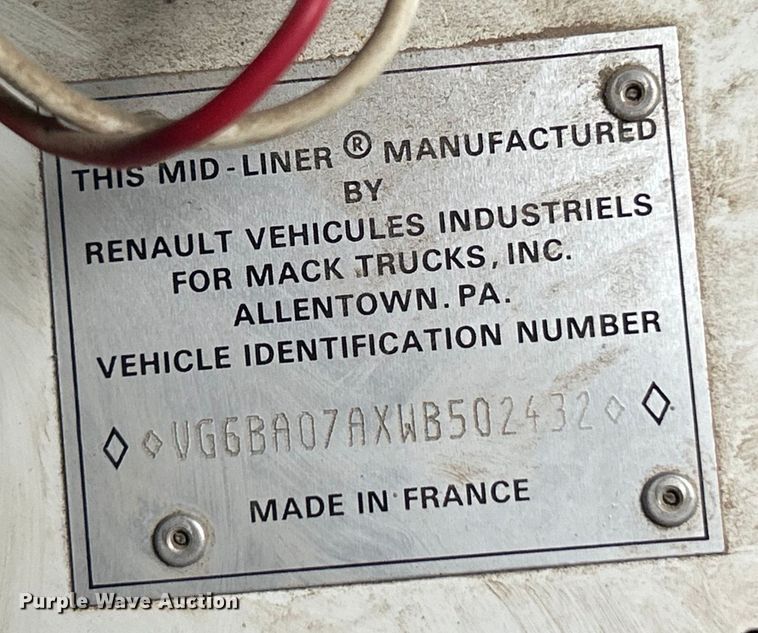 THIS MID-LINER ® MANUFACTURED
BY
RENAULT VEHICULES INDUSTRIELS
FOR MACK TRUCKS, INC.
ALLENTOWN. PA.
VEHICLE IDENTIFICATION NUMBER
◇ ◇VG6BA07AXWB502432◇ ◇
MADE IN FRANCE
Purple Wave Auction